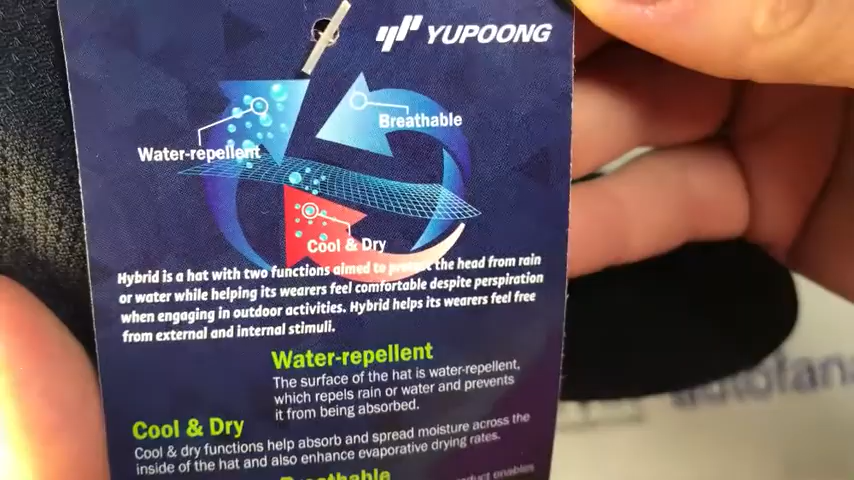 YUPOONG
Breathable
Water-repellent
Cool & Dry
Hybrid is a hat with two functions aimed to protect the head from rain
or water while helping its wearers feel comfortable despite perspiration
when engaging in outdoor activities. Hybrid helps its wearers feel free
from external and internal stimuli.
Water-repellent
The surface of the hat is water-repellent,
which repels rain or water and prevents
it from being absorbed.
Cool & Dry
Cool & dry functions help absorb and spread moisture across the
inside of the hat and also enhance evaporative drying rates.
Breathable
enables